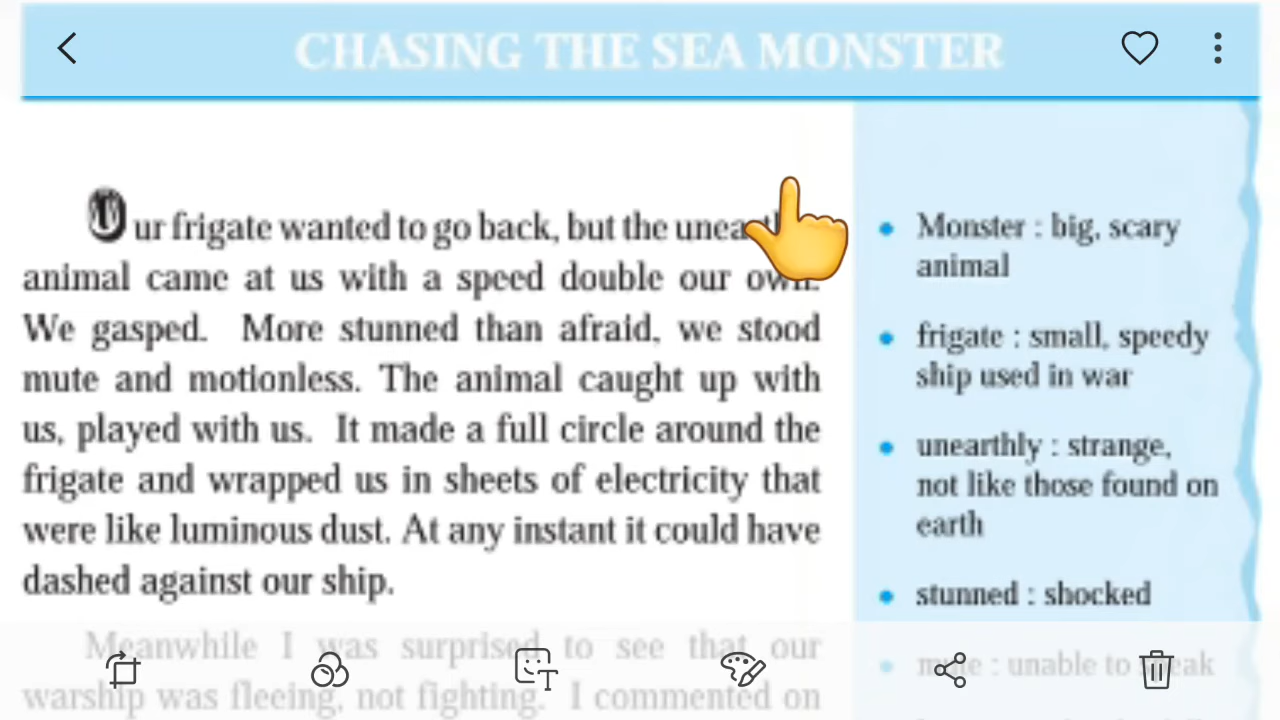 CHASING THE SEA MONSTER
Our frigate wanted to go back, but the
animal came at us with a speed double our own.
We gasped. More stunned than afraid, we stood
mute and motionless. The animal caught up with
us, played with us. It made a full circle around the
frigate and wrapped us in sheets of electricity that
were like luminous dust. At any instant it could have
dashed against our ship.
Meanwhile I was surprised to see that our
warship was fleeing, not fighting. I commented on
Monster : big, scary
animal
frigate : small, speedy
ship used in war
unearthly : strange,
not like those found on
earth
stunned : shocked
mute : unable to speak